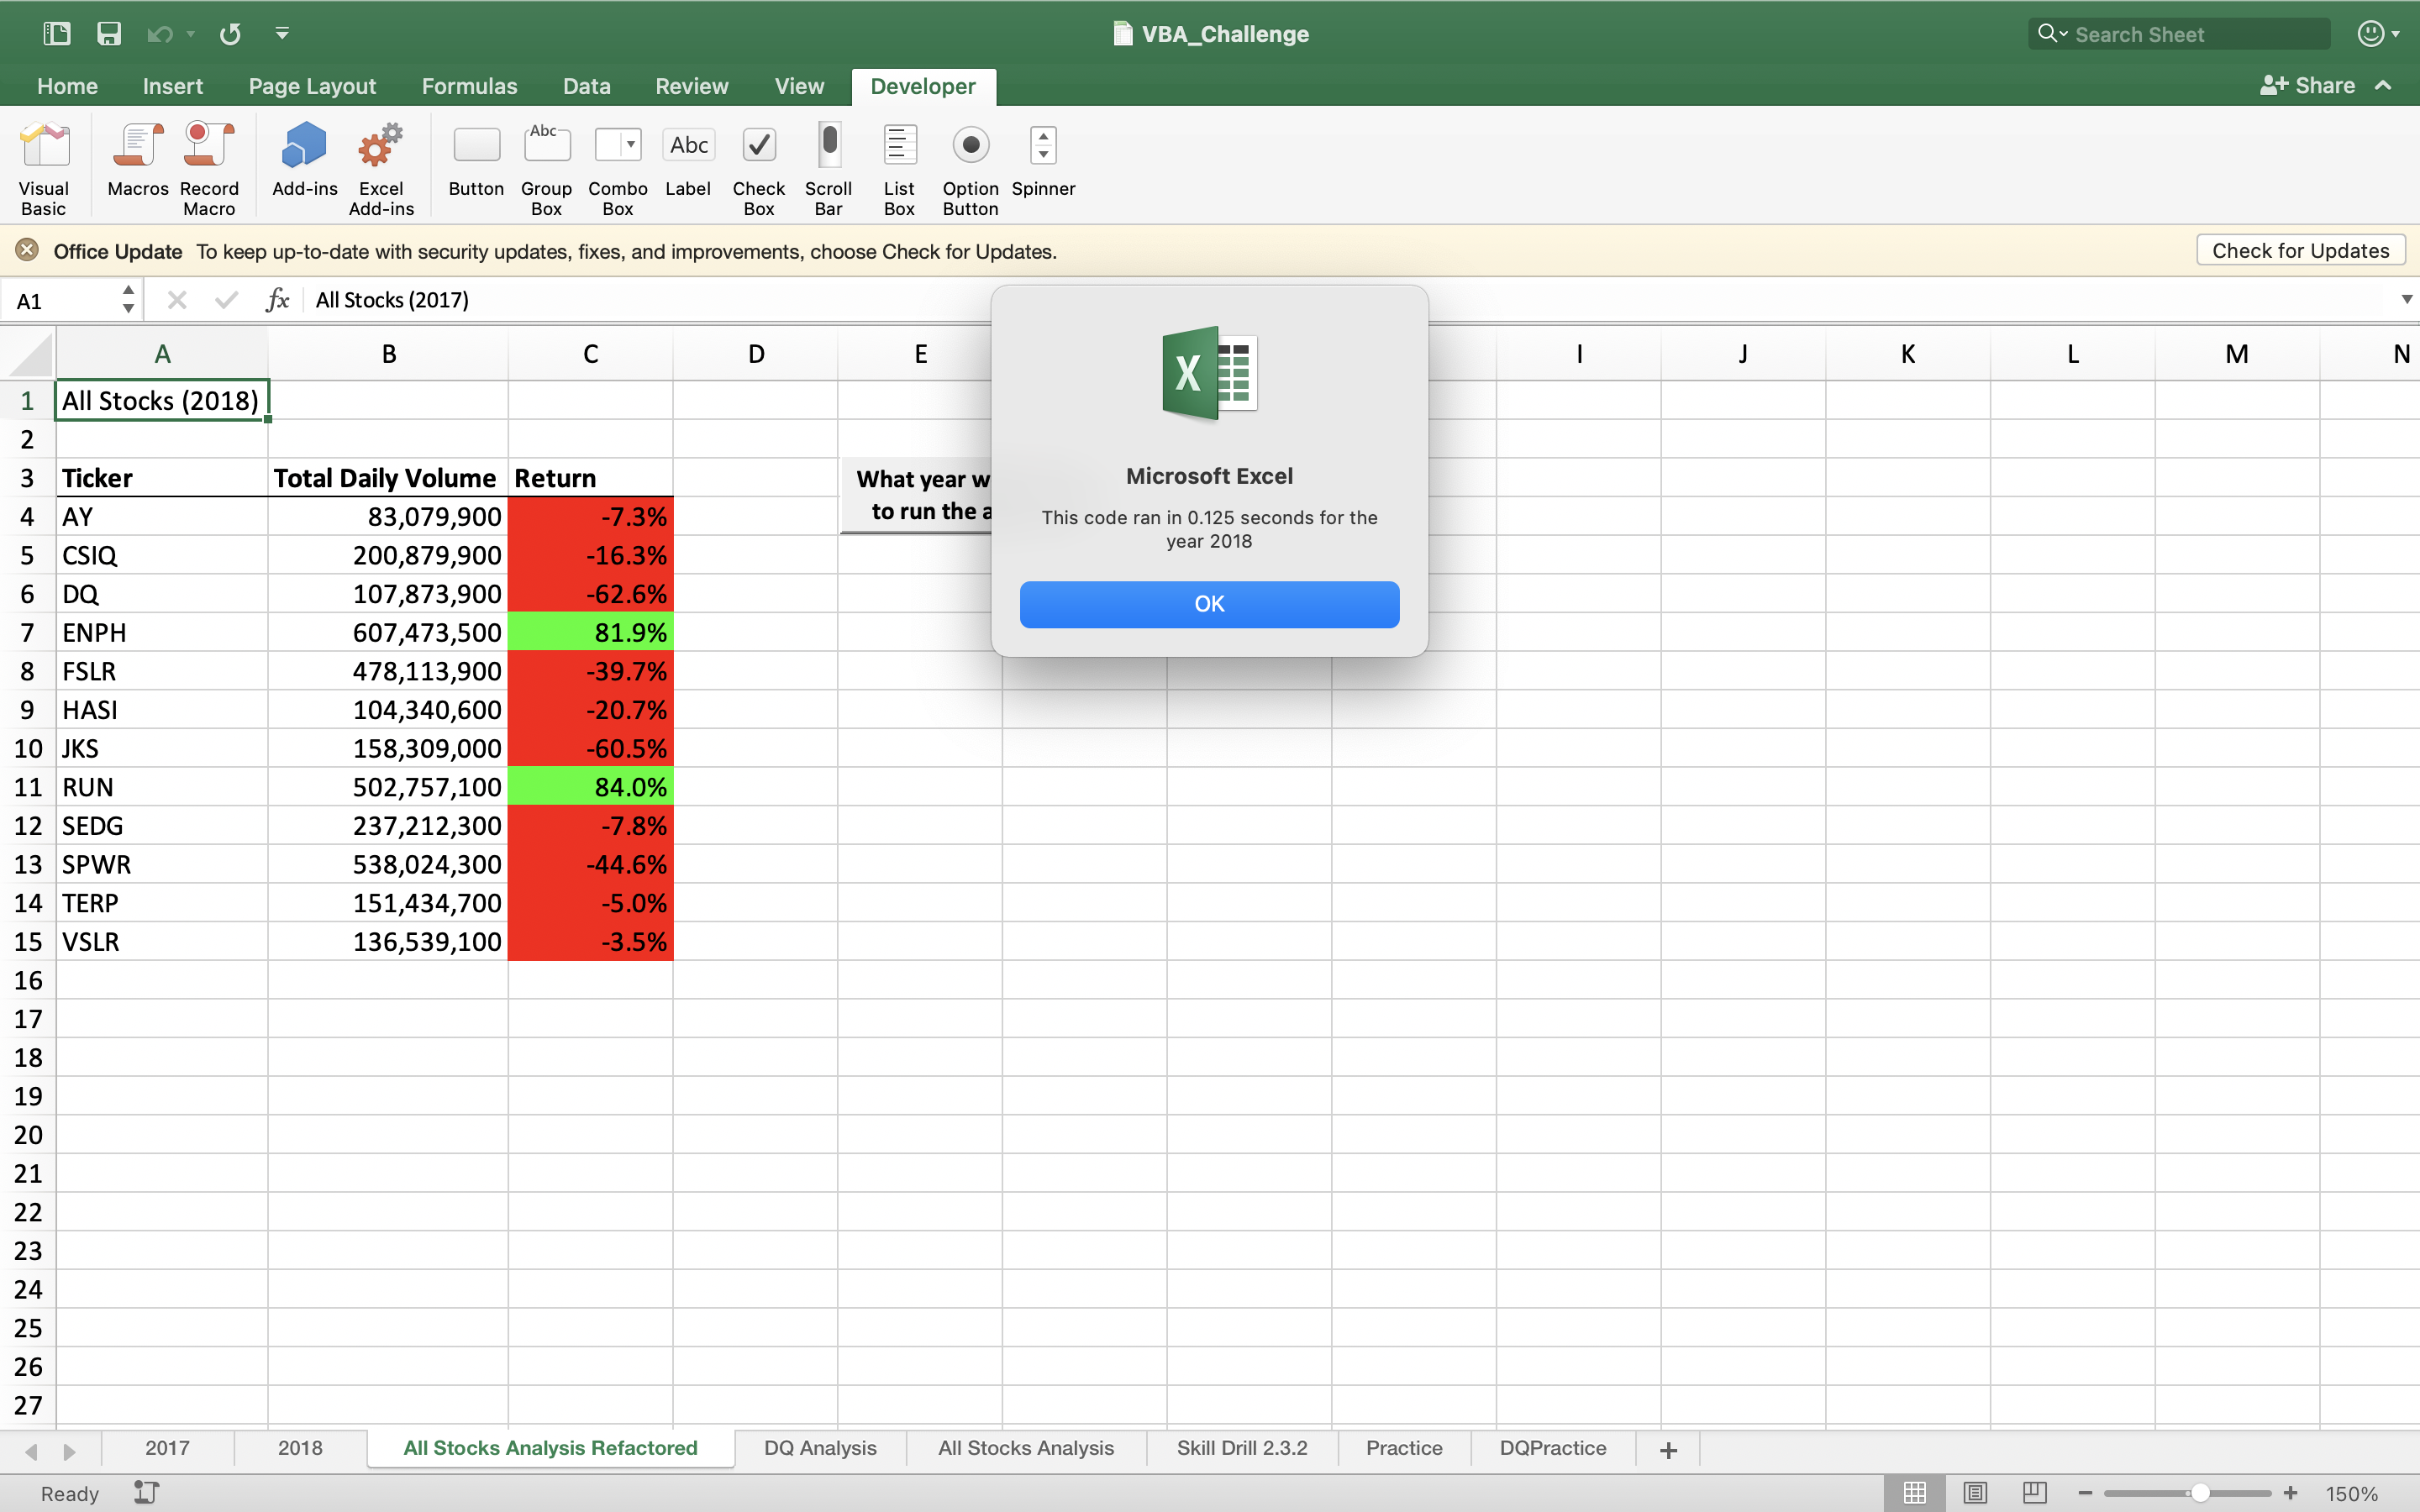 VBA_Challenge
Search Sheet
Home Insert Page Layout Formulas Data Review View Developer Share
Visual Basic
Macros
Record Macro
Add-ins
Excel Add-ins
Button
Abc
Group Box
Combo Box
Abc
Label
Check Box
Scroll Bar
List Box
Option Button
Spinner
Office Update To keep up-to-date with security updates, fixes, and improvements, choose Check for Updates. Check for Updates
A1 fx All Stocks (2017)
A B C D E I J K L M N
1 All Stocks (2018)
2
3 Ticker Total Daily Volume Return
4 AY 83,079,900 -7.3%
5 CSIQ 200,879,900 -16.3%
6 DQ 107,873,900 -62.6%
7 ENPH 607,473,500 81.9%
8 FSLR 478,113,900 -39.7%
9 HASI 104,340,600 -20.7%
10 JKS 158,309,000 -60.5%
11 RUN 502,757,100 84.0%
12 SEDG 237,212,300 -7.8%
13 SPWR 538,024,300 -44.6%
14 TERP 151,434,700 -5.0%
15 VSLR 136,539,100 -3.5%
16
17
18
19
20
21
22
23
24
25
26
27
What year w
to run the a
X
Microsoft Excel
This code ran in 0.125 seconds for the
year 2018
OK
2017 2018 All Stocks Analysis Refactored DQ Analysis All Stocks Analysis Skill Drill 2.3.2 Practice DQPractice +
Ready 150%